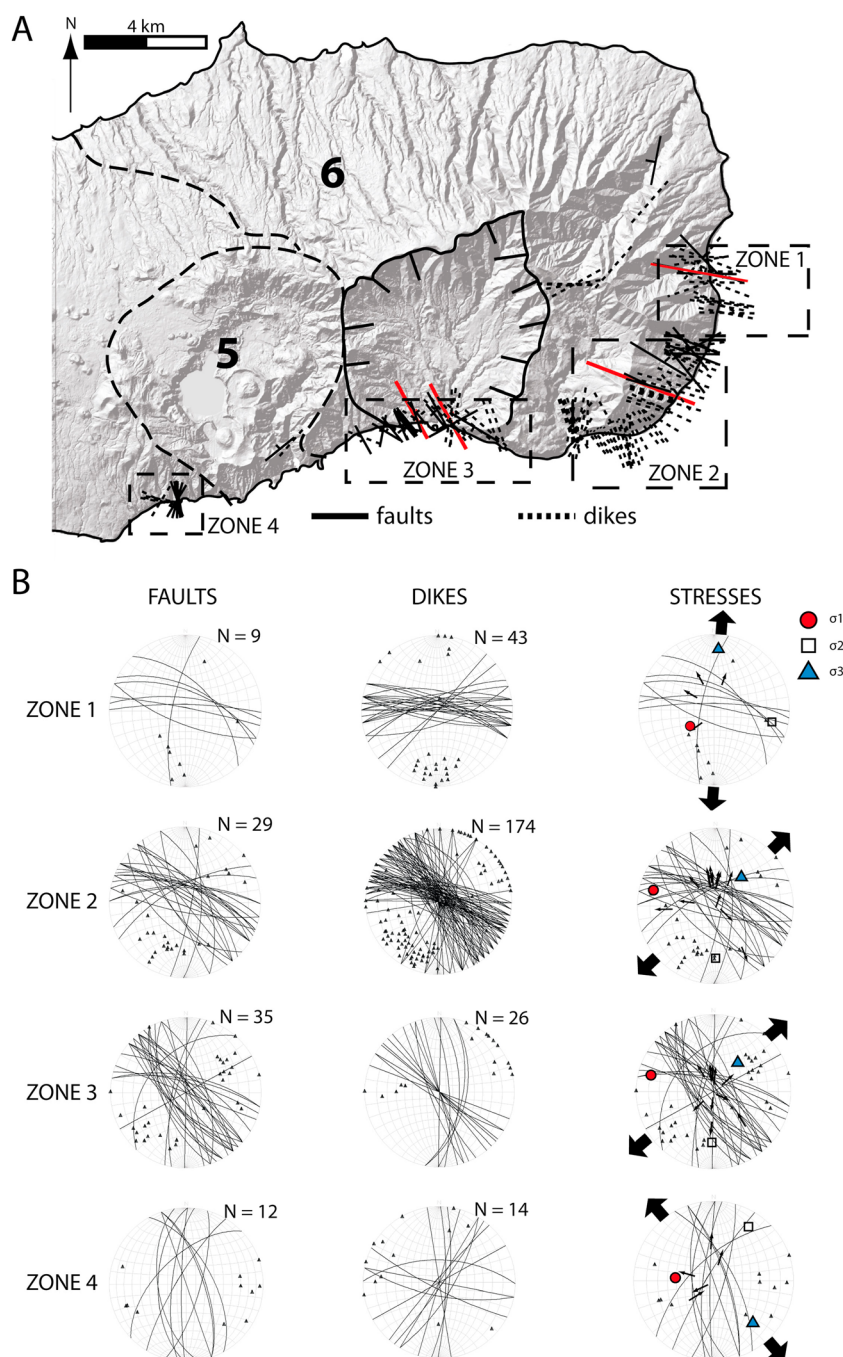 A
N
4 km
6
5
ZONE 1
ZONE 2
ZONE 3
ZONE 4
faults
dikes
B
FAULTS
DIKES
STRESSES
σ1
σ2
σ3
ZONE 1
N = 9
N = 43
ZONE 2
N = 29
N = 174
ZONE 3
N = 35
N = 26
ZONE 4
N = 12
N = 14